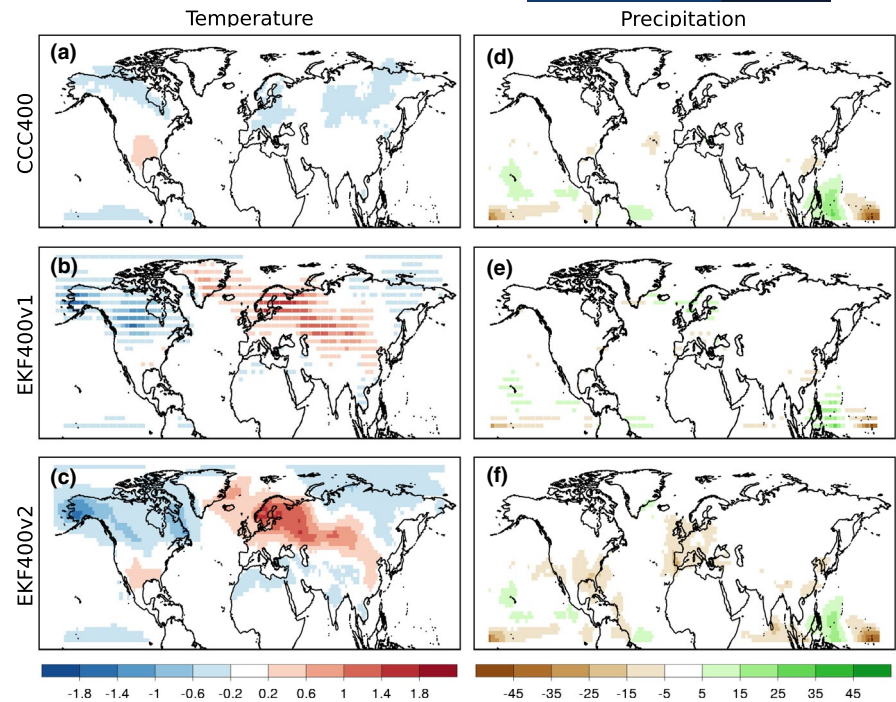 Temperature Precipitation
CCC400
(a) (d)
EKF400v1
(b) (e)
EKF400v2
(c) (f)
-1.8 -1.4 -1 -0.6 -0.2 0.2 0.6 1 1.4 1.8
-45 -35 -25 -15 -5 5 15 25 35 45